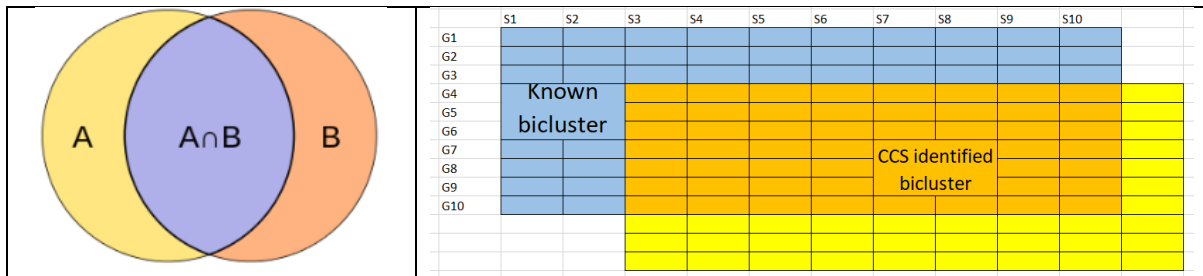 A A∩B B
S1 S2 S3 S4 S5 S6 S7 S8 S9 S10
G1
G2
G3
G4
G5
G6
G7
G8
G9
G10
Known
bicluster
CCS identified
bicluster